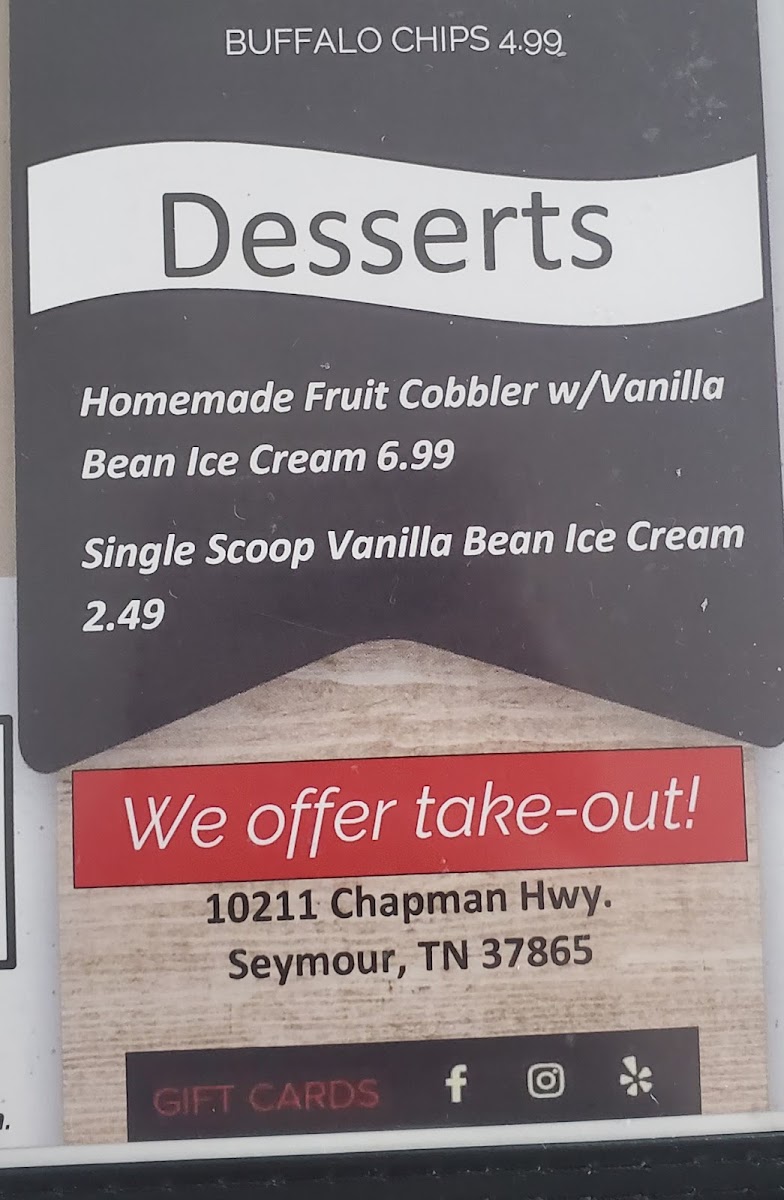 BUFFALO CHIPS 4.99
Desserts
Homemade Fruit Cobbler w/Vanilla
Bean Ice Cream 6.99
Single Scoop Vanilla Bean Ice Cream
2.49
We offer take-out!
10211 Chapman Hwy.
Seymour, TN 37865
GIFT CARDS